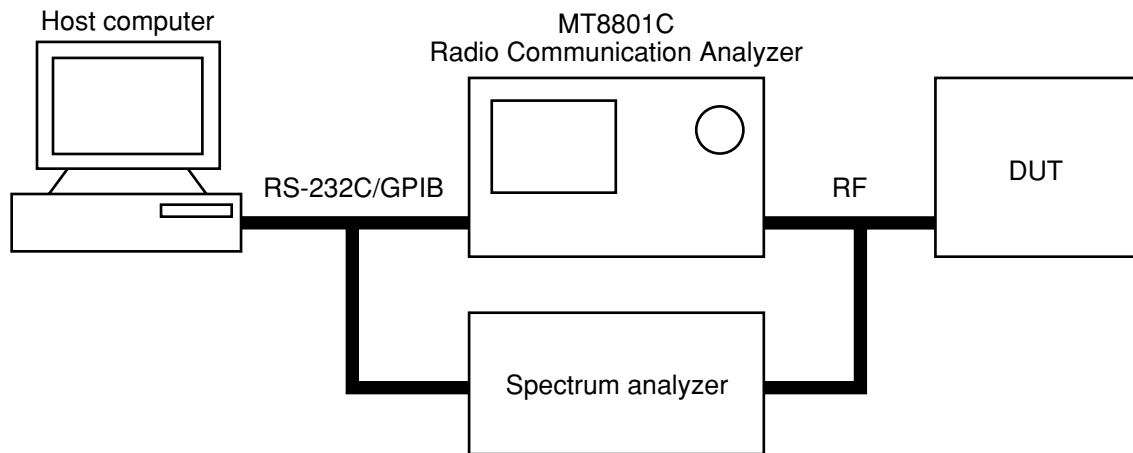 Host computer
MT8801C
Radio Communication Analyzer
RS-232C/GPIB
RF
DUT
Spectrum analyzer